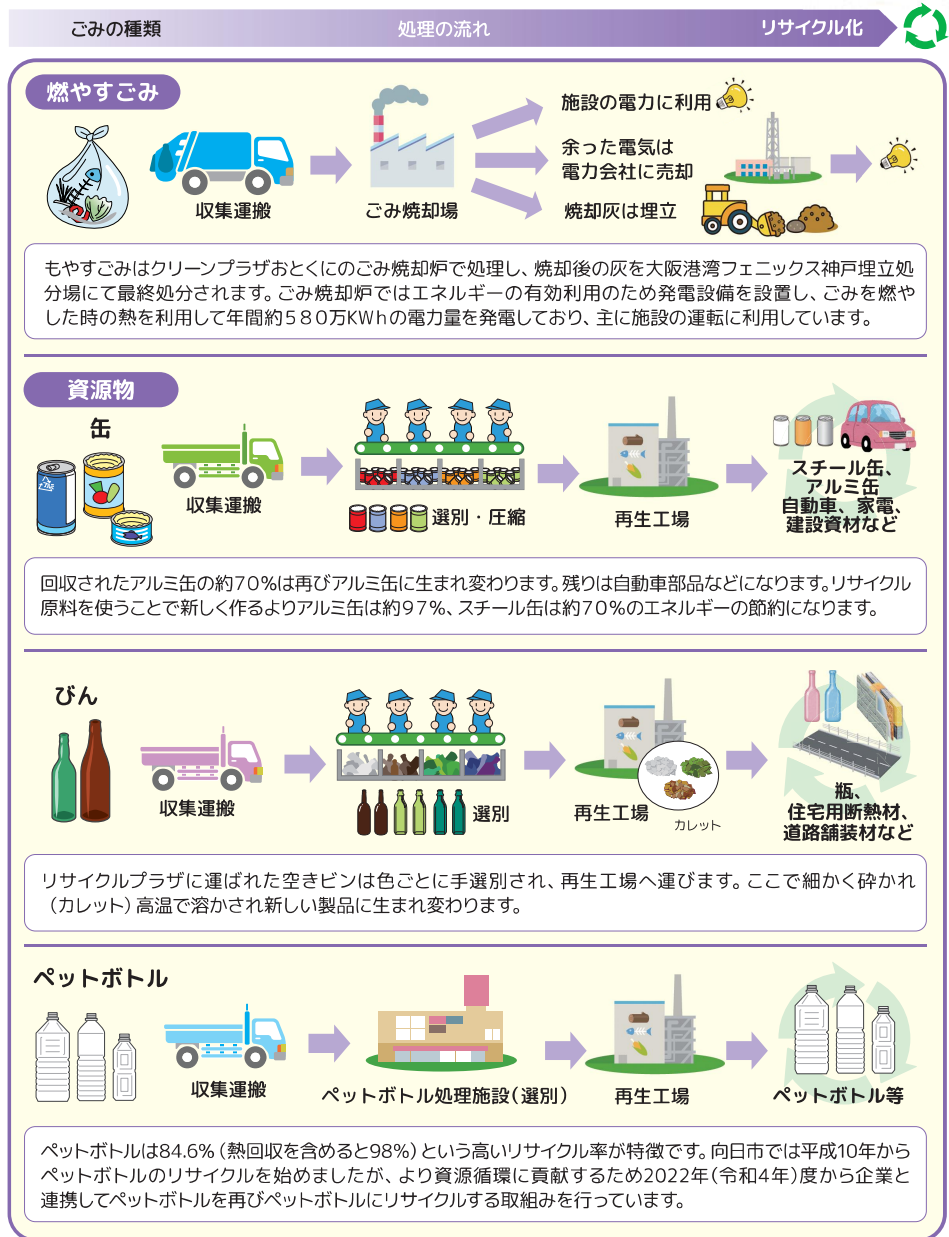 ごみの種類
処理の流れ
リサイクル化
燃やすごみ
収集運搬
ごみ焼却場
施設の電力に利用
余った電気は
電力会社に売却
焼却灰は埋立
もやすごみはクリーンプラザおとくにのごみ焼却炉で処理し、焼却後の灰を大阪港湾フェニックス神戸埋立処
分場にて最終処分されます。ごみ焼却炉ではエネルギーの有効利用のため発電設備を設置し、ごみを燃や
した時の熱を利用して年間約580万KWhの電力量を発電しており、主に施設の運転に利用しています。
資源物
缶
収集運搬
選別・圧縮
再生工場
スチール缶、
アルミ缶
自動車、家電、
建設資材など
回収されたアルミ缶の約70%は再びアルミ缶に生まれ変わります。残りは自動車部品などになります。リサイクル
原料を使うことで新しく作るよりアルミ缶は約97%、スチール缶は約70%のエネルギーの節約になります。
びん
収集運搬
選別
再生工場
カレット
瓶、
住宅用断熱材、
道路舗装材など
リサイクルプラザに運ばれた空きビンは色ごとに手選別され、再生工場へ運びます。ここで細かく砕かれ
(カレット)高温で溶かされ新しい製品に生まれ変わります。
ペットボトル
収集運搬
ペットボトル処理施設(選別)
再生工場
ペットボトル等
ペットボトルは84.6%(熱回収を含めると98%)という高いリサイクル率が特徴です。向日市では平成10年から
ペットボトルのリサイクルを始めましたが、より資源循環に貢献するため2022年(令和4年)度から企業と
連携してペットボトルを再びペットボトルにリサイクルする取組みを行っています。